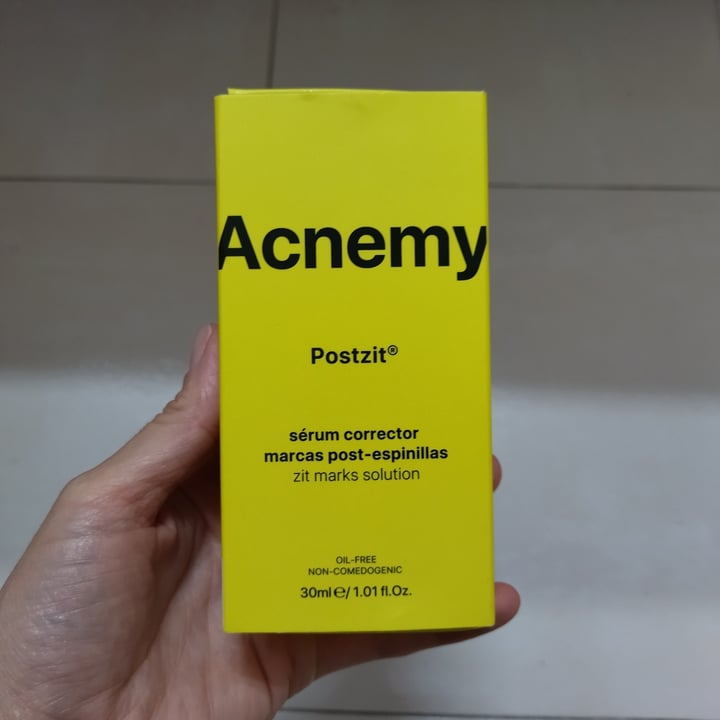 Acnemy
Postzit®
sérum corrector
marcas post-espinillas
zit marks solution
OIL-FREE
NON-COMEDOGENIC
30ml ℮/ 1.01 fl.Oz.